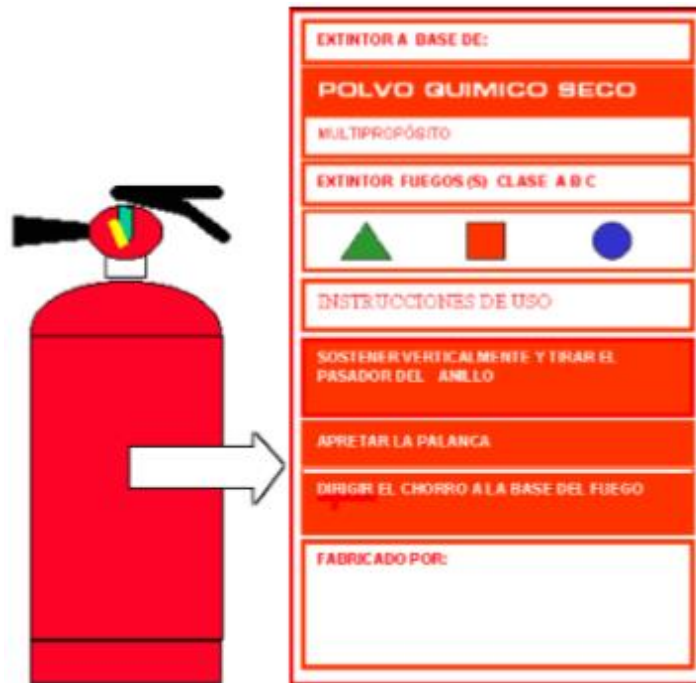 EXTINTOR A BASE DE:
POLVO QUIMICO SECO
MULTIPROPÓSITO
EXTINTOR FUEGOS(S) CLASE A B C
INSTRUCCIONES DE USO
SOSTENER VERTICALMENTE Y TIRAR EL
PASADOR DEL ANILLO
APRETAR LA PALANCA
DIRIGIR EL CHORRO A LA BASE DEL FUEGO
FABRICADO POR: